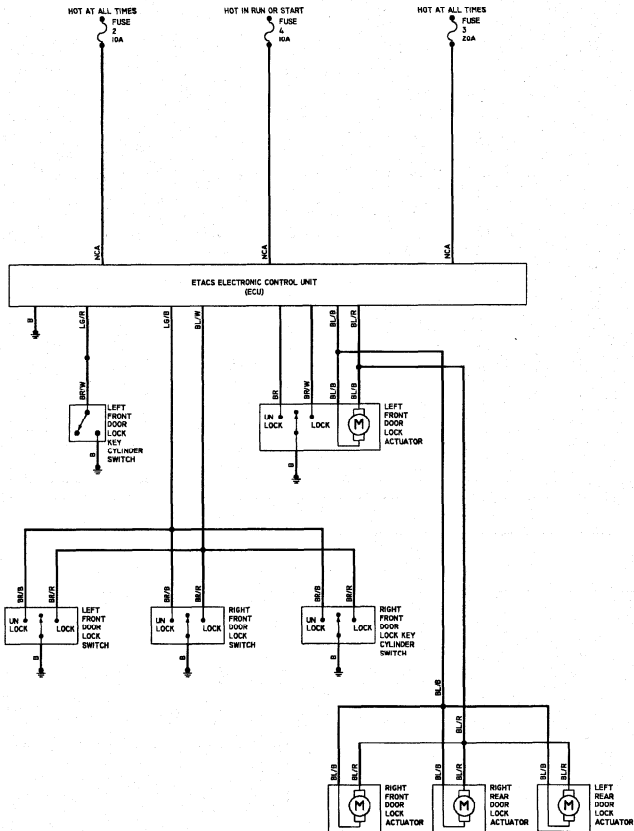 HOT AT ALL TIMES
FUSE
2
10A
HOT IN RUN OR START
FUSE
4
10A
HOT AT ALL TIMES
FUSE
3
20A
NCA
NCA
NCA
ETACS ELECTRONIC CONTROL UNIT
(ECU)
B
LG/R
LG/B
BL/W
BL/B
BL/R
BR/W
BR
BR/W
BL/B
BL/B
LEFT
FRONT
DOOR
LOCK
KEY
CYLINDER
SWITCH
B
UN
LOCK
LOCK
M
B
LEFT
FRONT
DOOR
LOCK
ACTUATOR
BR/B
BR/R
BR/B
BR/R
BR/B
BR/R
UN
LOCK
LOCK
B
LEFT
FRONT
DOOR
LOCK
SWITCH
UN
LOCK
LOCK
B
RIGHT
FRONT
DOOR
LOCK
SWITCH
UN
LOCK
LOCK
B
RIGHT
FRONT
DOOR
LOCK KEY
CYLINDER
SWITCH
BL/B
BL/R
BL/B
BL/R
BL/B
BL/R
BL/B
BL/R
M
RIGHT
FRONT
DOOR
LOCK
ACTUATOR
M
RIGHT
REAR
DOOR
LOCK
ACTUATOR
M
LEFT
REAR
DOOR
LOCK
ACTUATOR